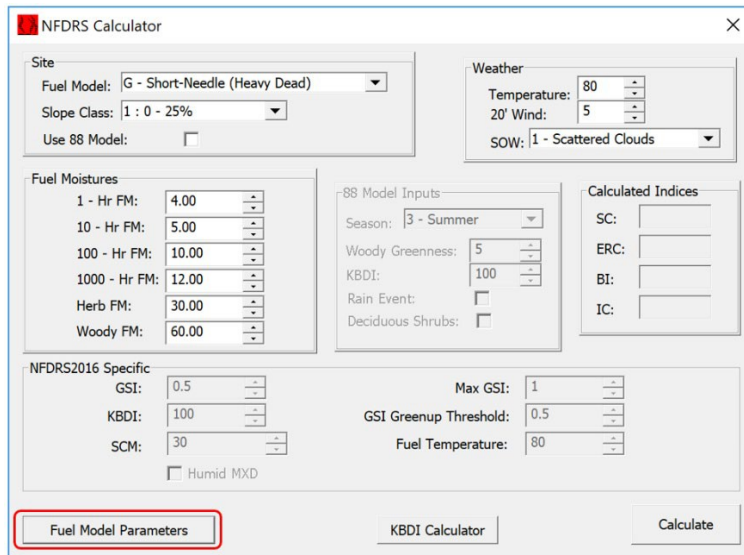 NFDRS Calculator
Site
Fuel Model: G - Short-Needle (Heavy Dead)
Slope Class: 1 : 0 - 25%
Use 88 Model:
Weather
Temperature: 80
20' Wind: 5
SOW: 1 - Scattered Clouds
Fuel Moistures
1 - Hr FM: 4.00
10 - Hr FM: 5.00
100 - Hr FM: 10.00
1000 - Hr FM: 12.00
Herb FM: 30.00
Woody FM: 60.00
88 Model Inputs
Season: 3 - Summer
Woody Greenness: 5
KBDI: 100
Rain Event:
Deciduous Shrubs:
Calculated Indices
SC:
ERC:
BI:
IC:
NFDRS2016 Specific
GSI: 0.5
KBDI: 100
SCM: 30
Humid MXD
Max GSI: 1
GSI Greenup Threshold: 0.5
Fuel Temperature: 80
Fuel Model Parameters
KBDI Calculator
Calculate